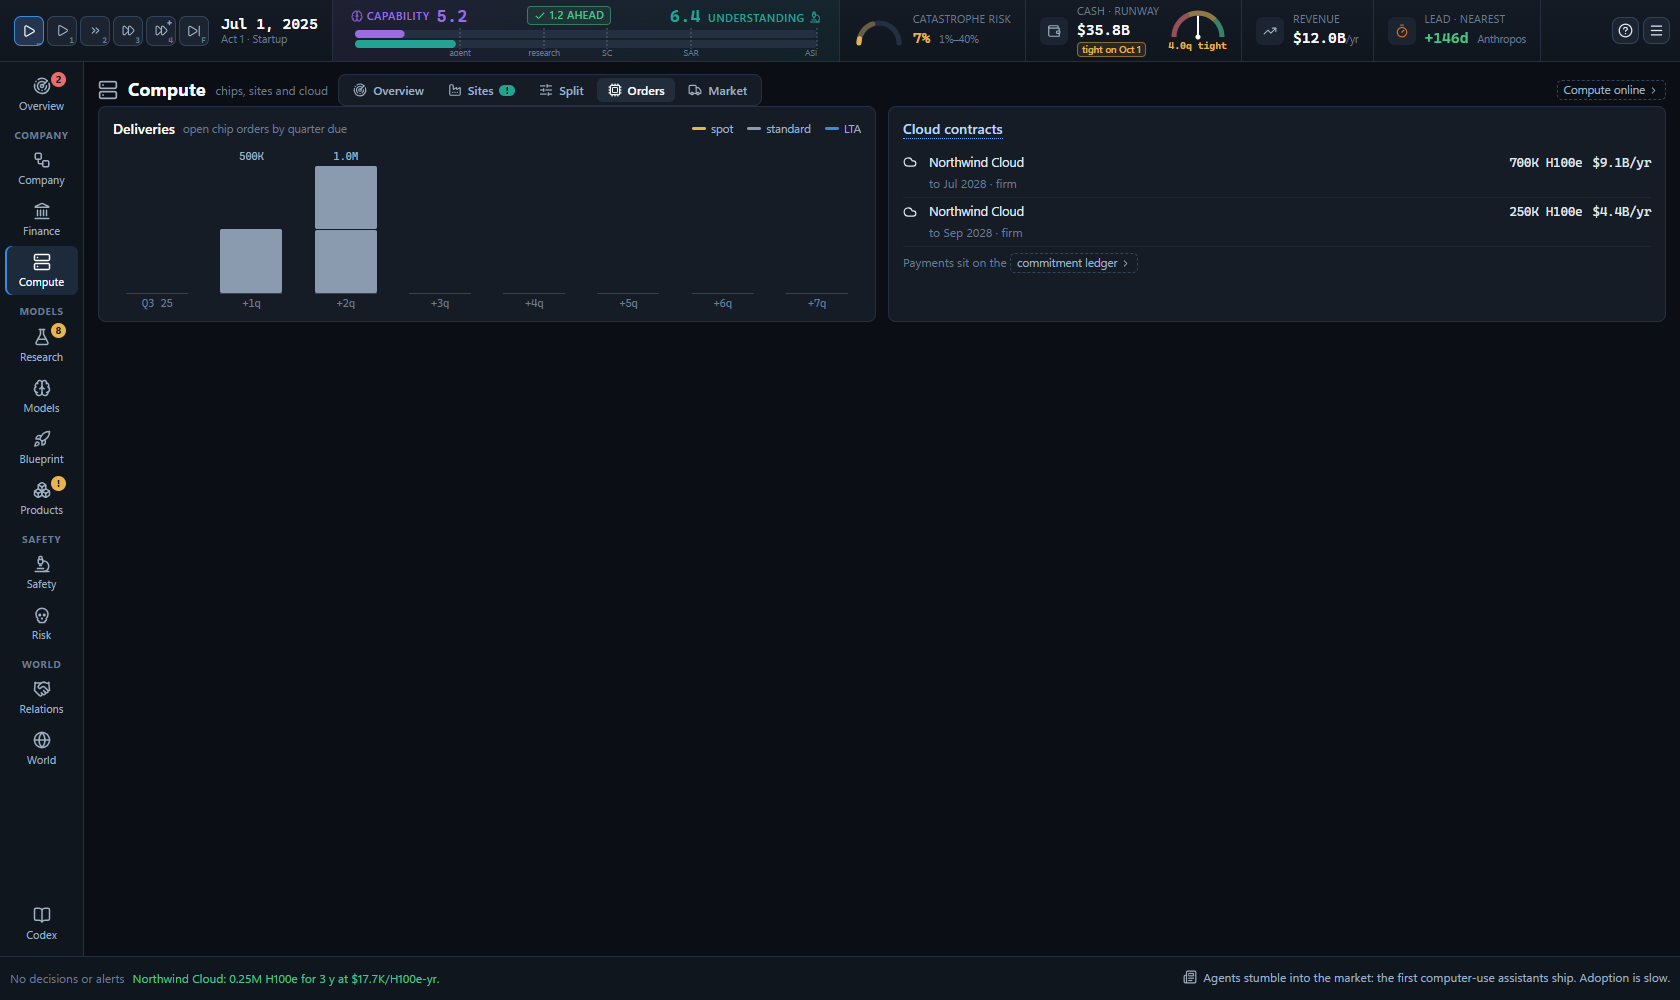 1
2
3
4
F
Jul 1, 2025
Act 1 · Startup
CAPABILITY 5.2
1.2 AHEAD
6.4 UNDERSTANDING
agent
research
SC
SAR
ASI
CATASTROPHE RISK
7% 1%–40%
CASH · RUNWAY
$35.8B
tight on Oct 1
4.0q tight
REVENUE
$12.0B/yr
LEAD · NEAREST
+146d Anthropos
2
Overview
COMPANY
Company
Finance
Compute
MODELS
8
Research
Models
Blueprint
!
Products
SAFETY
Safety
Risk
WORLD
Relations
World
Codex
Compute chips, sites and cloud
Overview
Sites !
Split
Orders
Market
Compute online ›
Deliveries open chip orders by quarter due
spot
standard
LTA
500K
1.0M
Q3 25
+1q
+2q
+3q
+4q
+5q
+6q
+7q
Cloud contracts
Northwind Cloud 700K H100e $9.1B/yr
to Jul 2028 · firm
Northwind Cloud 250K H100e $4.4B/yr
to Sep 2028 · firm
Payments sit on the commitment ledger ›
No decisions or alerts Northwind Cloud: 0.25M H100e for 3 y at $17.7K/H100e-yr.
Agents stumble into the market: the first computer-use assistants ship. Adoption is slow.